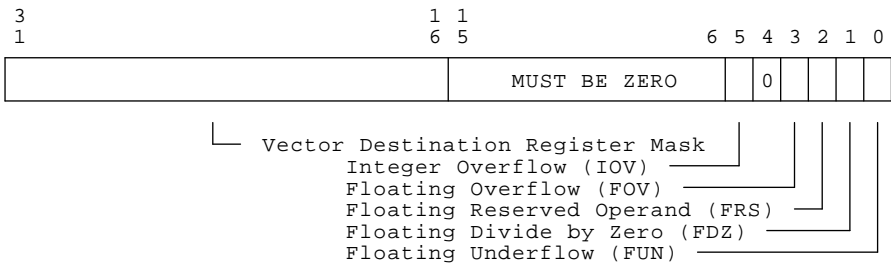 3 1 1
1 6 5 6 5 4 3 2 1 0
MUST BE ZERO 0
Vector Destination Register Mask
Integer Overflow (IOV)
Floating Overflow (FOV)
Floating Reserved Operand (FRS)
Floating Divide by Zero (FDZ)
Floating Underflow (FUN)